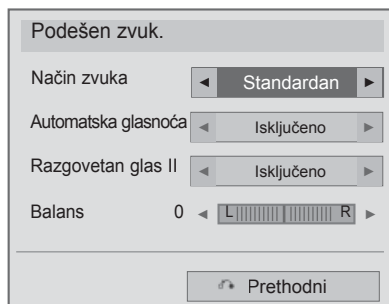 Podešen zvuk.
Način zvuka ◄ Standardan ►
Automatska glasnoća ◄ Isključeno ►
Razgovetan glas II ◄ Isključeno ►
Balans 0 ◄ L R ►
Prethodni